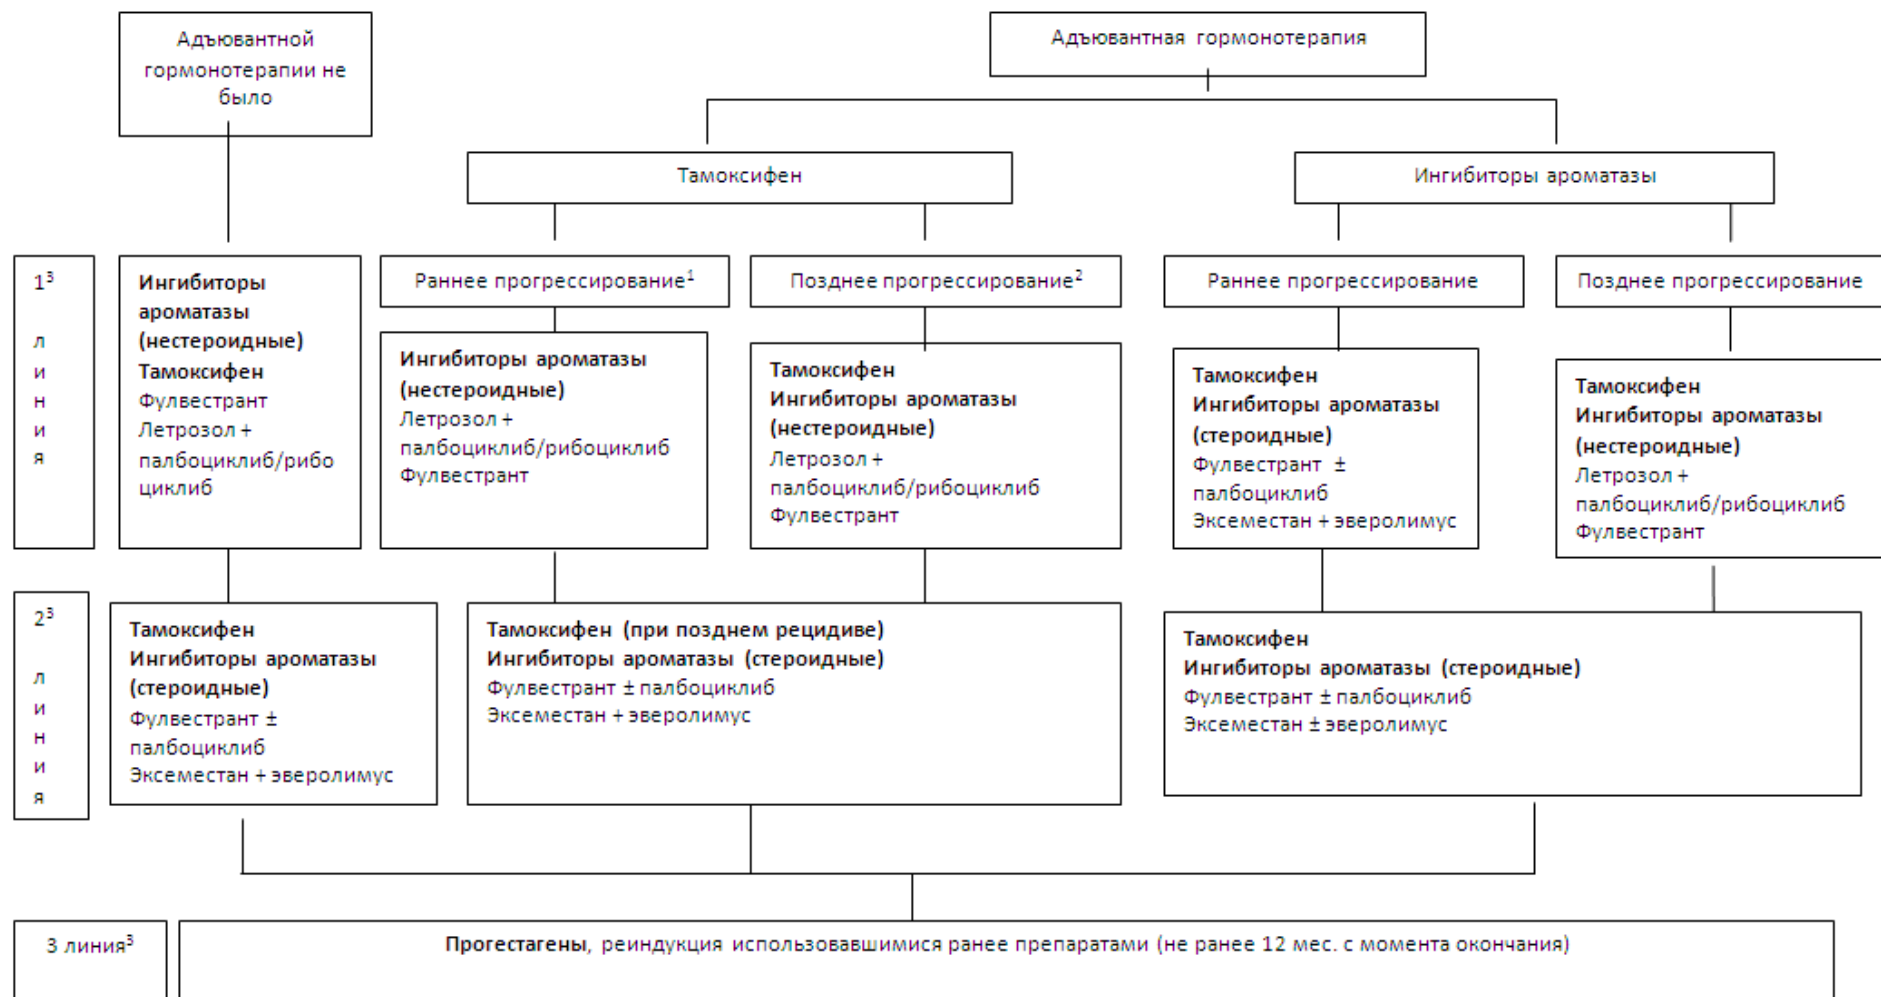 Адъювантной
гормонотерапии не
было
Адъювантная гормонотерапия
Тамоксифен
Ингибиторы ароматазы
1³
л
и
н
и
я
Ингибиторы
ароматазы
(нестероидные)
Тамоксифен
Фулвестрант
Летрозол +
палбоциклиб/рибо
циклиб
Раннее прогрессирование¹
Ингибиторы ароматазы
(нестероидные)
Летрозол +
палбоциклиб/рибоциклиб
Фулвестрант
Позднее прогрессирование²
Тамоксифен
Ингибиторы ароматазы
(нестероидные)
Летрозол +
палбоциклиб/рибоциклиб
Фулвестрант
Раннее прогрессирование
Тамоксифен
Ингибиторы ароматазы
(стероидные)
Фулвестрант ±
палбоциклиб
Эксеместан + эверолимус
Позднее прогрессирование
Тамоксифен
Ингибиторы ароматазы
(нестероидные)
Летрозол +
палбоциклиб/рибоциклиб
Фулвестрант
2³
л
и
н
и
я
Тамоксифен
Ингибиторы ароматазы
(стероидные)
Фулвестрант ±
палбоциклиб
Эксеместан + эверолимус
Тамоксифен (при позднем рецидиве)
Ингибиторы ароматазы (стероидные)
Фулвестрант ± палбоциклиб
Эксеместан + эверолимус
Тамоксифен
Ингибиторы ароматазы (стероидные)
Фулвестрант ± палбоциклиб
Эксеместан ± эверолимус
3 линия³
Прогестагены, реиндукция использовавшимися ранее препаратами (не ранее 12 мес. с момента окончания)